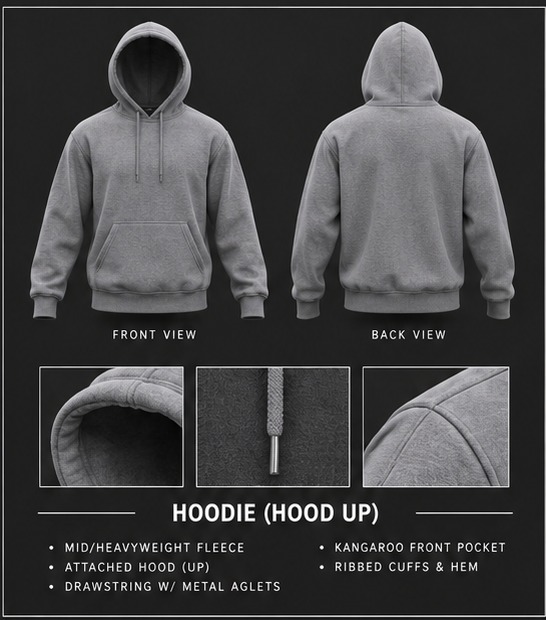 FRONT VIEW
BACK VIEW
HOODIE (HOOD UP)
• MID/HEAVYWEIGHT FLEECE
• ATTACHED HOOD (UP)
• DRAWSTRING W/ METAL AGLETS
• KANGAROO FRONT POCKET
• RIBBED CUFFS & HEM